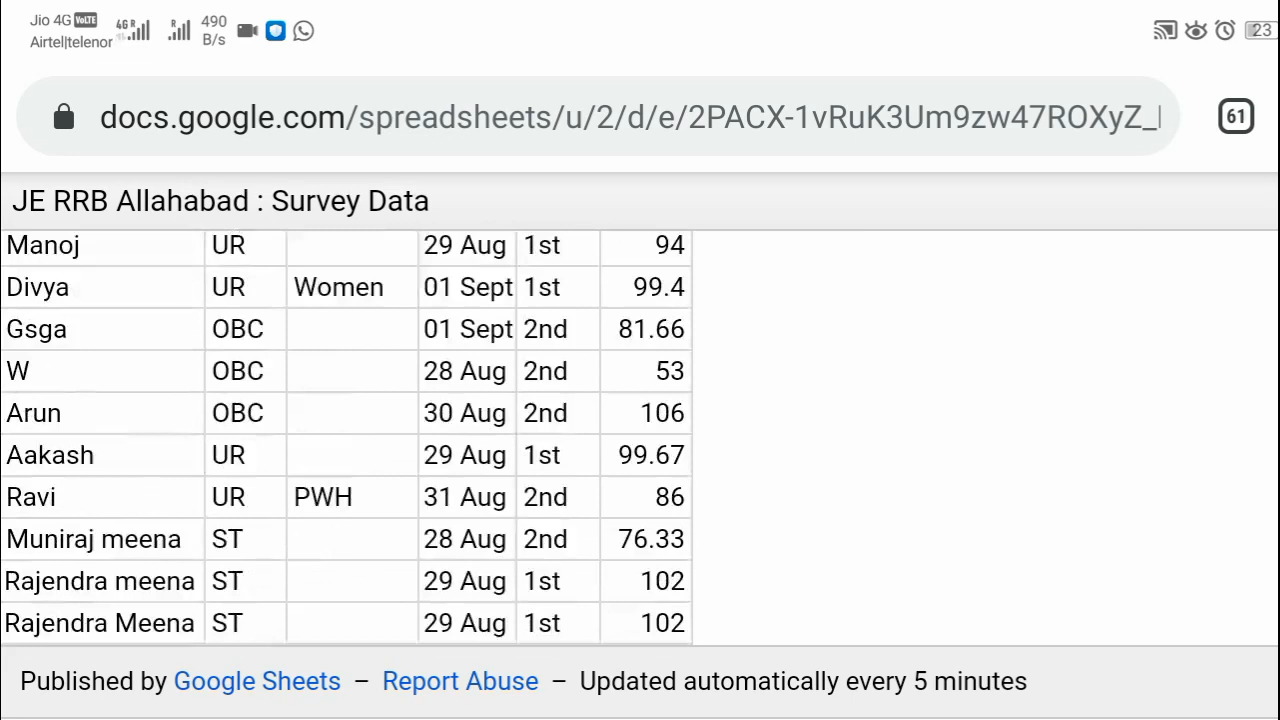 Jio 4G VoLTE 4G R R 490 B/s 23
Airtel|telenor
docs.google.com/spreadsheets/u/2/d/e/2PACX-1vRuK3Um9zw47ROXyZ_ 61
JE RRB Allahabad : Survey Data
Manoj UR 29 Aug 1st 94
Divya UR Women 01 Sept 1st 99.4
Gsga OBC 01 Sept 2nd 81.66
W OBC 28 Aug 2nd 53
Arun OBC 30 Aug 2nd 106
Aakash UR 29 Aug 1st 99.67
Ravi UR PWH 31 Aug 2nd 86
Muniraj meena ST 28 Aug 2nd 76.33
Rajendra meena ST 29 Aug 1st 102
Rajendra Meena ST 29 Aug 1st 102
Published by Google Sheets – Report Abuse – Updated automatically every 5 minutes